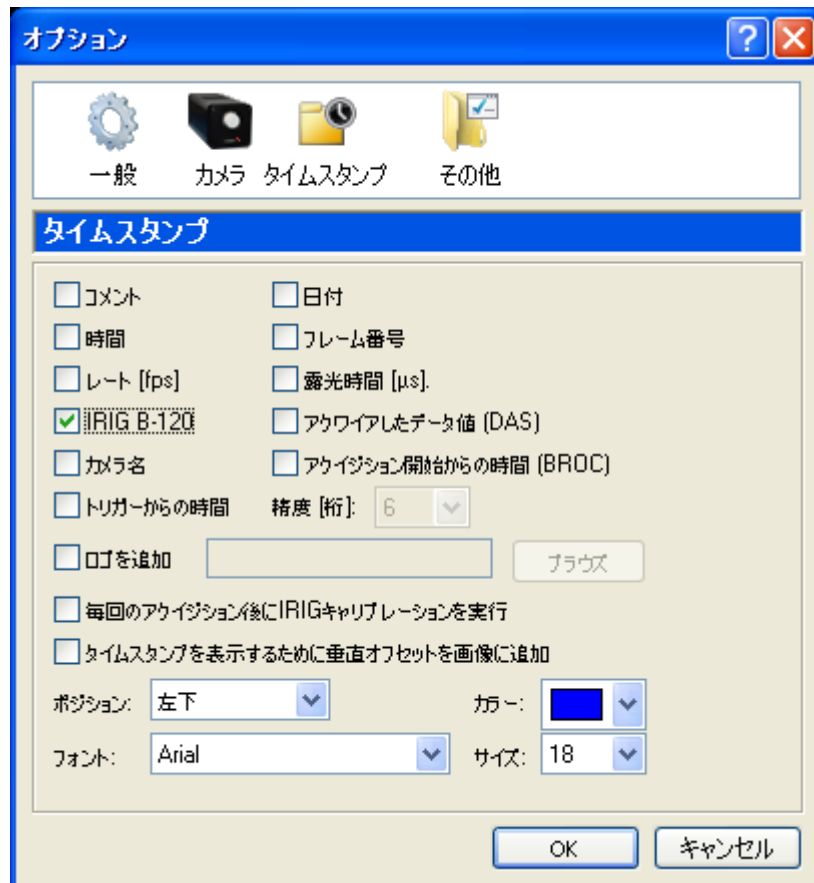 オプション
一般 カメラ タイムスタンプ その他
タイムスタンプ
コメント 日付
時間 フレーム番号
レート [fps] 露光時間 [µs].
IRIG B-120 アクワイアしたデータ値 (DAS)
カメラ名 アクイジション開始からの時間 (BROC)
トリガーからの時間 精度 [桁]: 6
ロゴを追加 ブラウズ
毎回のアクイジション後にIRIGキャリブレーションを実行
タイムスタンプを表示するために垂直オフセットを画像に追加
ポジション: 左下 カラー:
フォント: Arial サイズ: 18
OK キャンセル